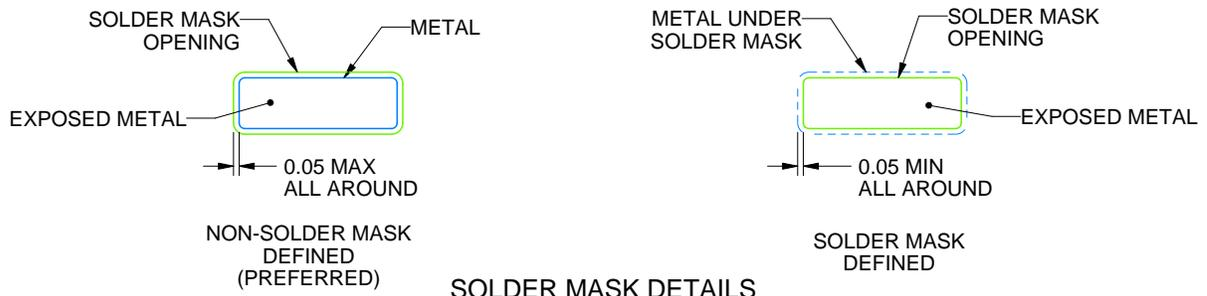 SOLDER MASK
OPENING
METAL
EXPOSED METAL
0.05 MAX
ALL AROUND
NON-SOLDER MASK
DEFINED
(PREFERRED)
METAL UNDER
SOLDER MASK
SOLDER MASK
OPENING
EXPOSED METAL
0.05 MIN
ALL AROUND
SOLDER MASK
DEFINED
SOLDER MASK DETAILS